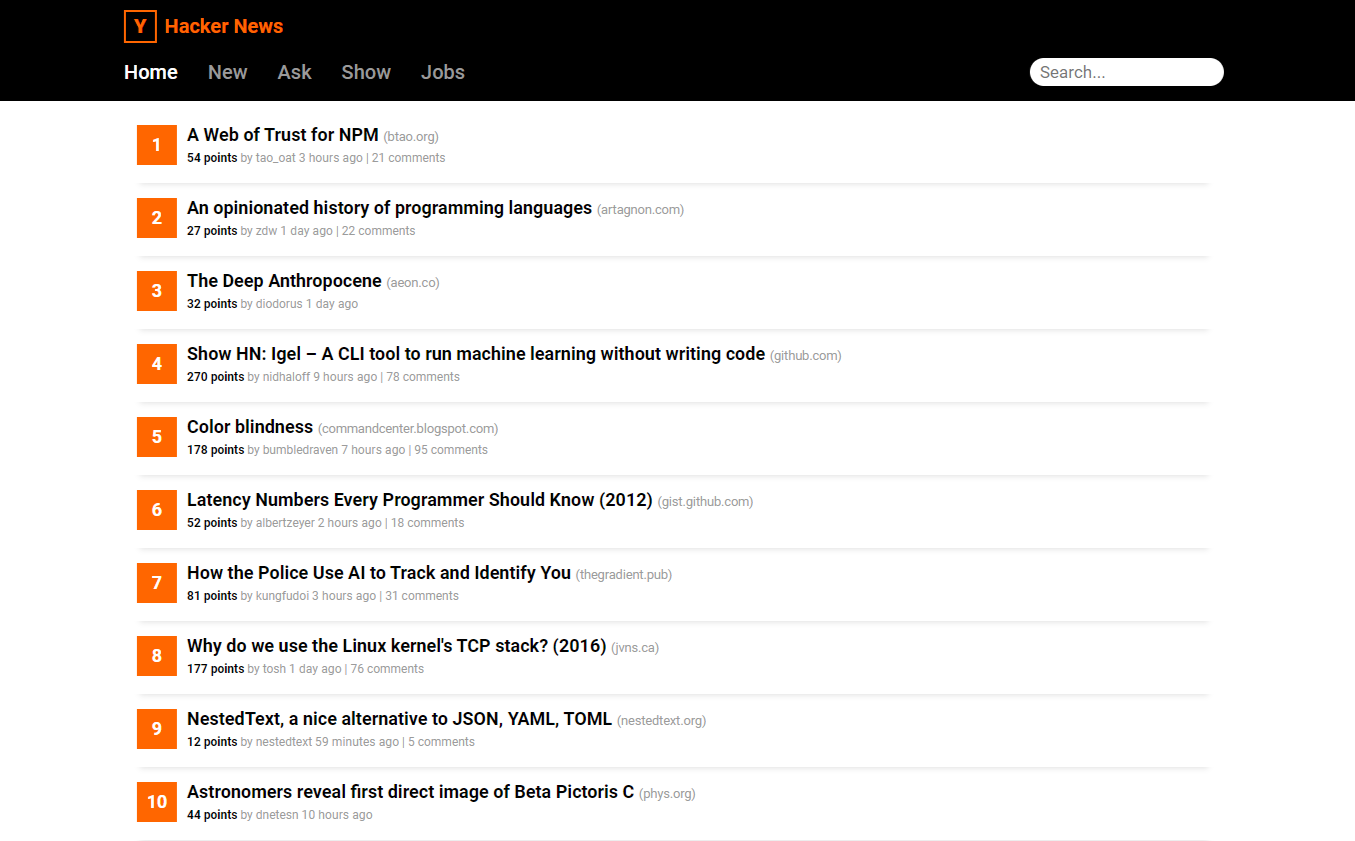 Y Hacker News
Home New Ask Show Jobs Search...
1 A Web of Trust for NPM (btao.org)
54 points by tao_oat 3 hours ago | 21 comments
2 An opinionated history of programming languages (artagnon.com)
27 points by zdw 1 day ago | 22 comments
3 The Deep Anthropocene (aeon.co)
32 points by diodorus 1 day ago
4 Show HN: Igel – A CLI tool to run machine learning without writing code (github.com)
270 points by nidhaloff 9 hours ago | 78 comments
5 Color blindness (commandcenter.blogspot.com)
178 points by bumbledraven 7 hours ago | 95 comments
6 Latency Numbers Every Programmer Should Know (2012) (gist.github.com)
52 points by albertzeyer 2 hours ago | 18 comments
7 How the Police Use AI to Track and Identify You (thegradient.pub)
81 points by kungfudoi 3 hours ago | 31 comments
8 Why do we use the Linux kernel's TCP stack? (2016) (jvns.ca)
177 points by tosh 1 day ago | 76 comments
9 NestedText, a nice alternative to JSON, YAML, TOML (nestedtext.org)
12 points by nestedtext 59 minutes ago | 5 comments
10 Astronomers reveal first direct image of Beta Pictoris C (phys.org)
44 points by dnetesn 10 hours ago